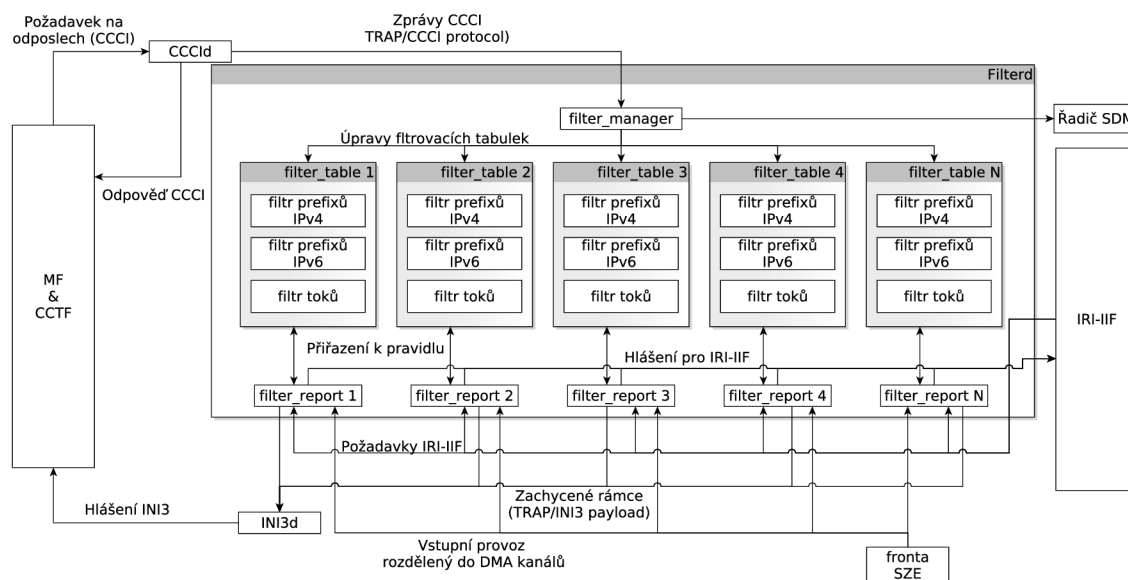 Požadavek na
odposlech (CCCI)
CCCId
Zprávy CCCI
TRAP/CCCI protocol)
Filterd
filter_manager
Řadič SDM
Úpravy fltrovacích tabulek
Odpověď CCCI
filter_table 1
filtr prefixů
IPv4
filtr prefixů
IPv6
filtr toků
filter_table 2
filtr prefixů
IPv4
filtr prefixů
IPv6
filtr toků
filter_table 3
filtr prefixů
IPv4
filtr prefixů
IPv6
filtr toků
filter_table 4
filtr prefixů
IPv4
filtr prefixů
IPv6
filtr toků
filter_table N
filtr prefixů
IPv4
filtr prefixů
IPv6
filtr toků
MF
&
CCTF
IRI-IIF
Přiřazení k pravidlu
Hlášení pro IRI-IIF
filter_report 1
filter_report 2
filter_report 3
filter_report 4
filter_report N
Požadavky IRI-IIF
Zachycené rámce
(TRAP/INI3 payload)
Hlášení INI3
INI3d
Vstupní provoz
rozdělený do DMA kanálů
fronta
SZE